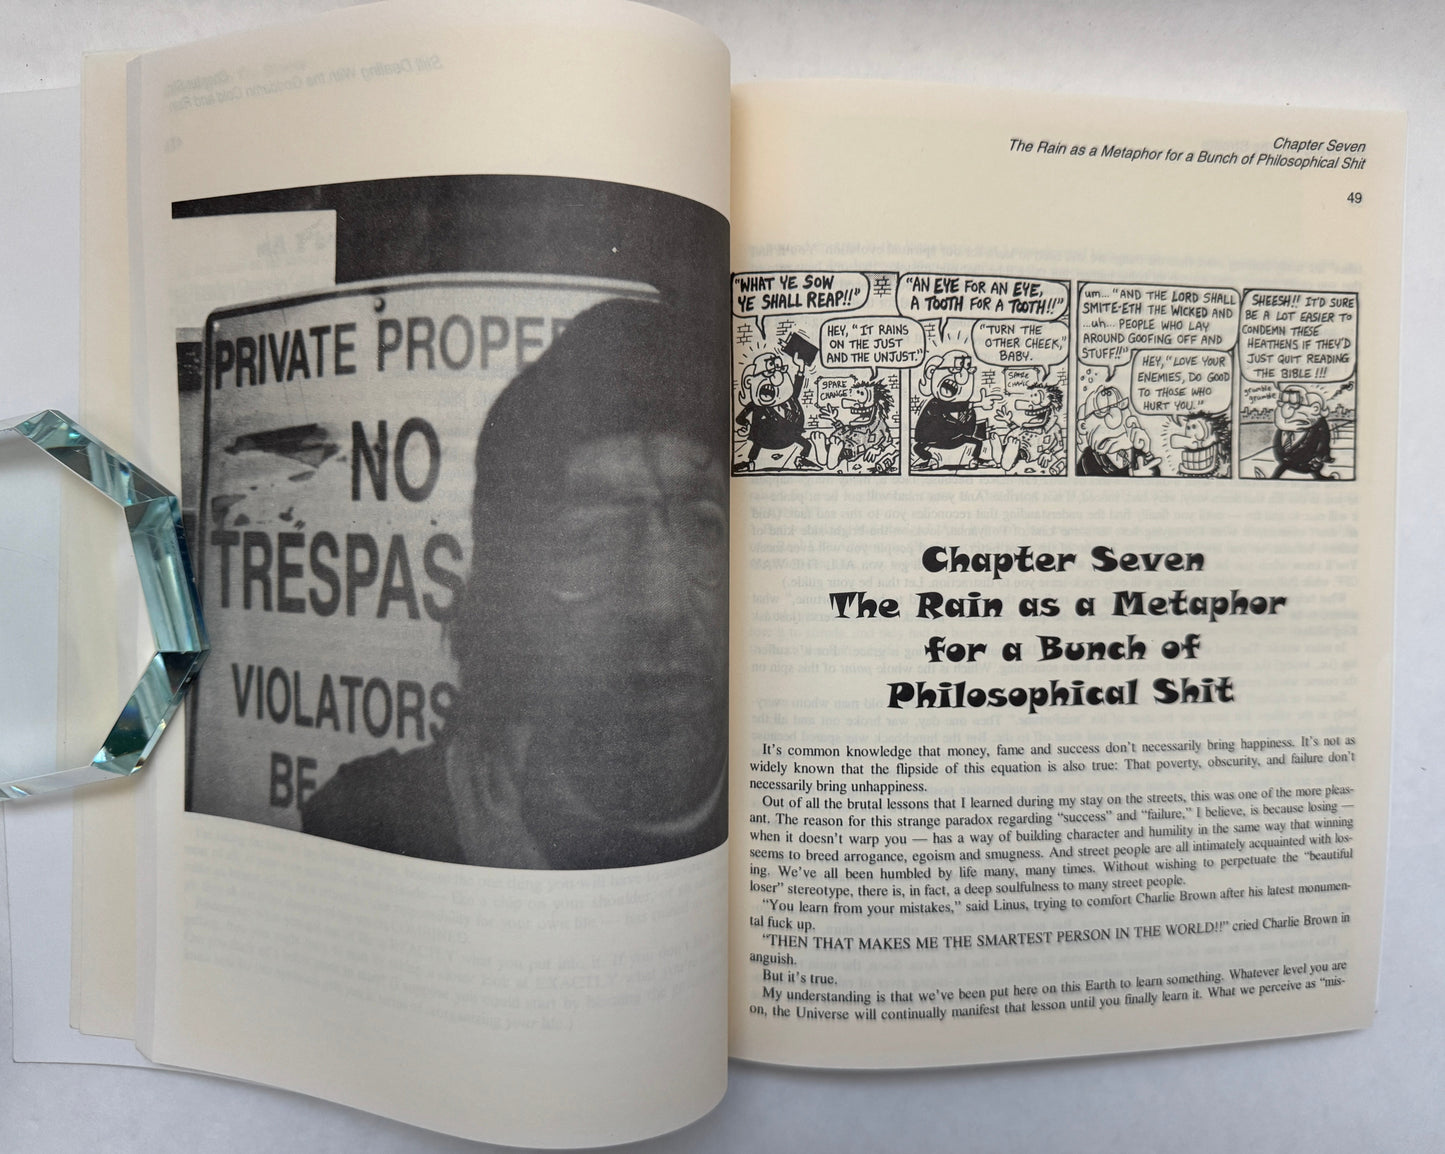 PRIVATE PROPE
NO
TRESPAS
VIOLATORS
BE
Chapter Seven
The Rain as a Metaphor for a Bunch of Philosophical Shit
49
"WHAT YE SOW
YE SHALL REAP!!"
HEY, "IT RAINS
ON THE JUST
AND THE UNJUST."
SPARE
CHANGE?
"AN EYE FOR AN EYE,
A TOOTH FOR A TOOTH!!"
"TURN THE
OTHER CHEEK,"
BABY.
SPARE
CHANGE
um... "AND THE LORD SHALL
SMITE-ETH THE WICKED AND
...uh... PEOPLE WHO LAY
AROUND GOOFING OFF AND
STUFF!!"
HEY, "LOVE YOUR
ENEMIES, DO GOOD
TO THOSE WHO
HURT YOU."
SHEESH!! IT'D SURE
BE A LOT EASIER TO
CONDEMN THESE
HEATHENS IF THEY'D
JUST QUIT READING
THE BIBLE!!!
grumble
grumble
Chapter Seven
The Rain as a Metaphor
for a Bunch of
Philosophical Shit
It's common knowledge that money, fame and success don't necessarily bring happiness. It's not as
widely known that the flipside of this equation is also true: That poverty, obscurity, and failure don't
necessarily bring unhappiness.
Out of all the brutal lessons that I learned during my stay on the streets, this was one of the more pleas-
ant. The reason for this strange paradox regarding "success" and "failure," I believe, is because losing —
when it doesn't warp you — has a way of building character and humility in the same way that winning
seems to breed arrogance, egoism and smugness. And street people are all intimately acquainted with los-
ing. We've all been humbled by life many, many times. Without wishing to perpetuate the "beautiful
loser" stereotype, there is, in fact, a deep soulfulness to many street people.
"You learn from your mistakes," said Linus, trying to comfort Charlie Brown after his latest monumen-
tal fuck up.
"THEN THAT MAKES ME THE SMARTEST PERSON IN THE WORLD!!" cried Charlie Brown in
anguish.
But it's true.
My understanding is that we've been put here on this Earth to learn something. Whatever level you are
on, the Universe will continually manifest that lesson until you finally learn it. What we perceive as "mis-